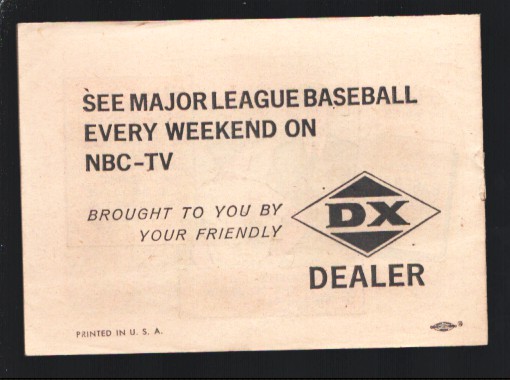 SEE MAJOR LEAGUE BASEBALL
EVERY WEEKEND ON
NBC-TV
BROUGHT TO YOU BY
YOUR FRIENDLY
DX
DEALER
PRINTED IN U. S. A.